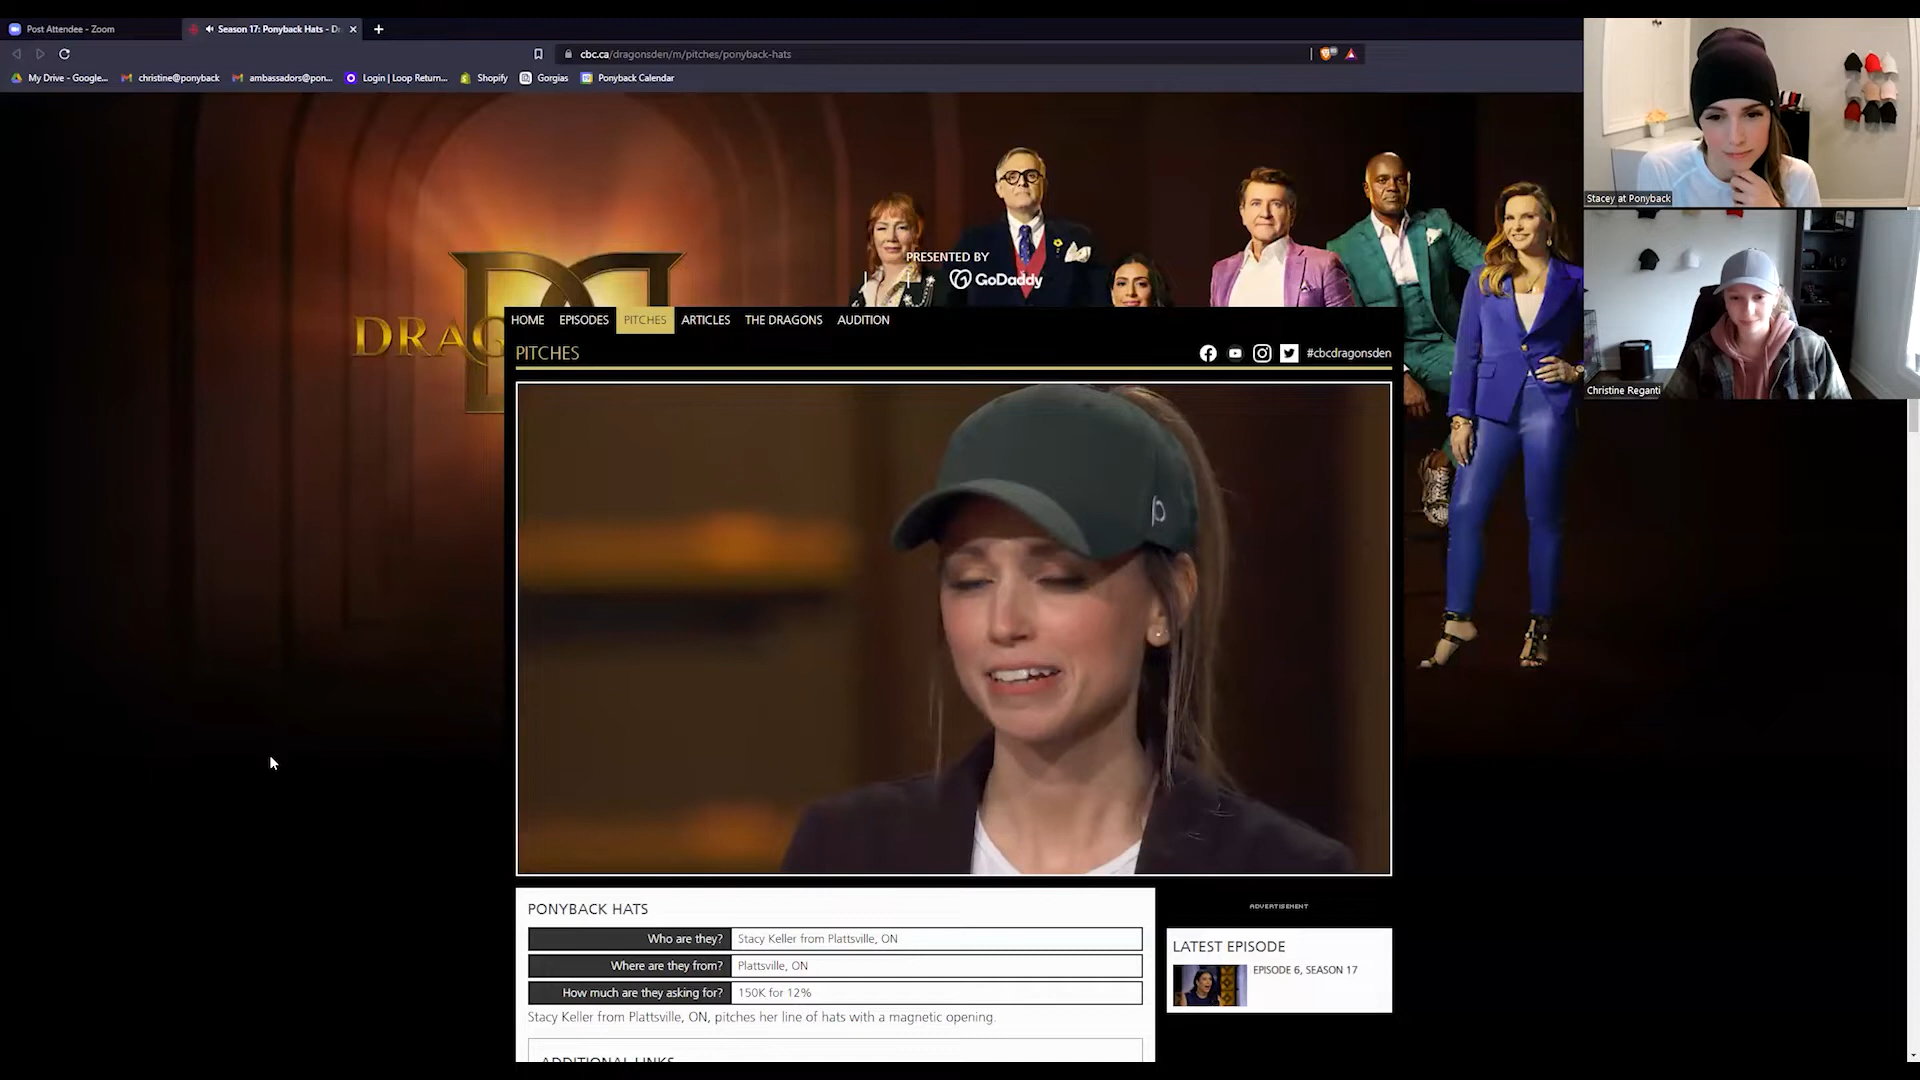 Post Attendee - Zoom
Season 17: Ponyback Hats - D
cbc.ca/dragonsden/m/pitches/ponyback-hats
My Drive - Google...
christine@ponyback
ambassadors@pon...
Login | Loop Return...
Shopify
Gorgias
Ponyback Calendar
Stacey at Ponyback
Christine Reganti
PRESENTED BY
GoDaddy
DRAG
HOME
EPISODES
PITCHES
ARTICLES
THE DRAGONS
AUDITION
PITCHES
#cbcdragonsden
p
PONYBACK HATS
Who are they? Stacy Keller from Plattsville, ON
Where are they from? Plattsville, ON
How much are they asking for? 150K for 12%
Stacy Keller from Plattsville, ON, pitches her line of hats with a magnetic opening.
ADDITIONAL LINKS
ADVERTISEMENT
LATEST EPISODE
EPISODE 6, SEASON 17